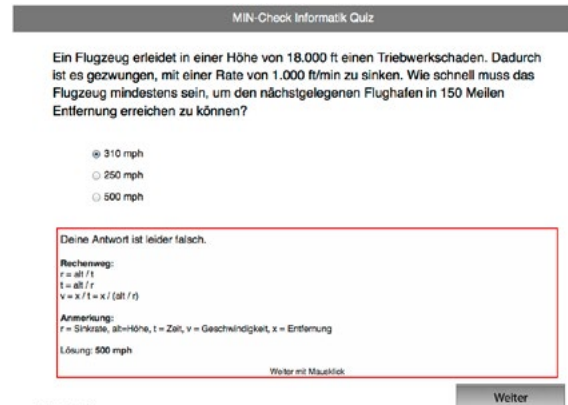 MIN-Check Informatik Quiz
Ein Flugzeug erleidet in einer Höhe von 18.000 ft einen Triebwerkschaden. Dadurch
ist es gezwungen, mit einer Rate von 1.000 ft/min zu sinken. Wie schnell muss das
Flugzeug mindestens sein, um den nächstgelegenen Flughafen in 150 Meilen
Entfernung erreichen zu können?
310 mph
250 mph
500 mph
Deine Antwort ist leider falsch.
Rechenweg:
r = alt / t
t = alt / r
v = x / t = x / (alt / r)
Anmerkung:
r = Sinkrate, alt=Höhe, t = Zeit, v = Geschwindigkeit, x = Entfernung
Lösung: 500 mph
Weiter mit Mausklick
Weiter